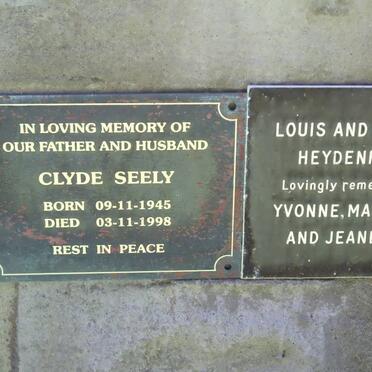 IN LOVING MEMORY OF
OUR FATHER AND HUSBAND
CLYDE SEELY
BORN 09-11-1945
DIED 03-11-1998
REST IN PEACE
LOUIS AND
Lovingly
YVONNE,
AND